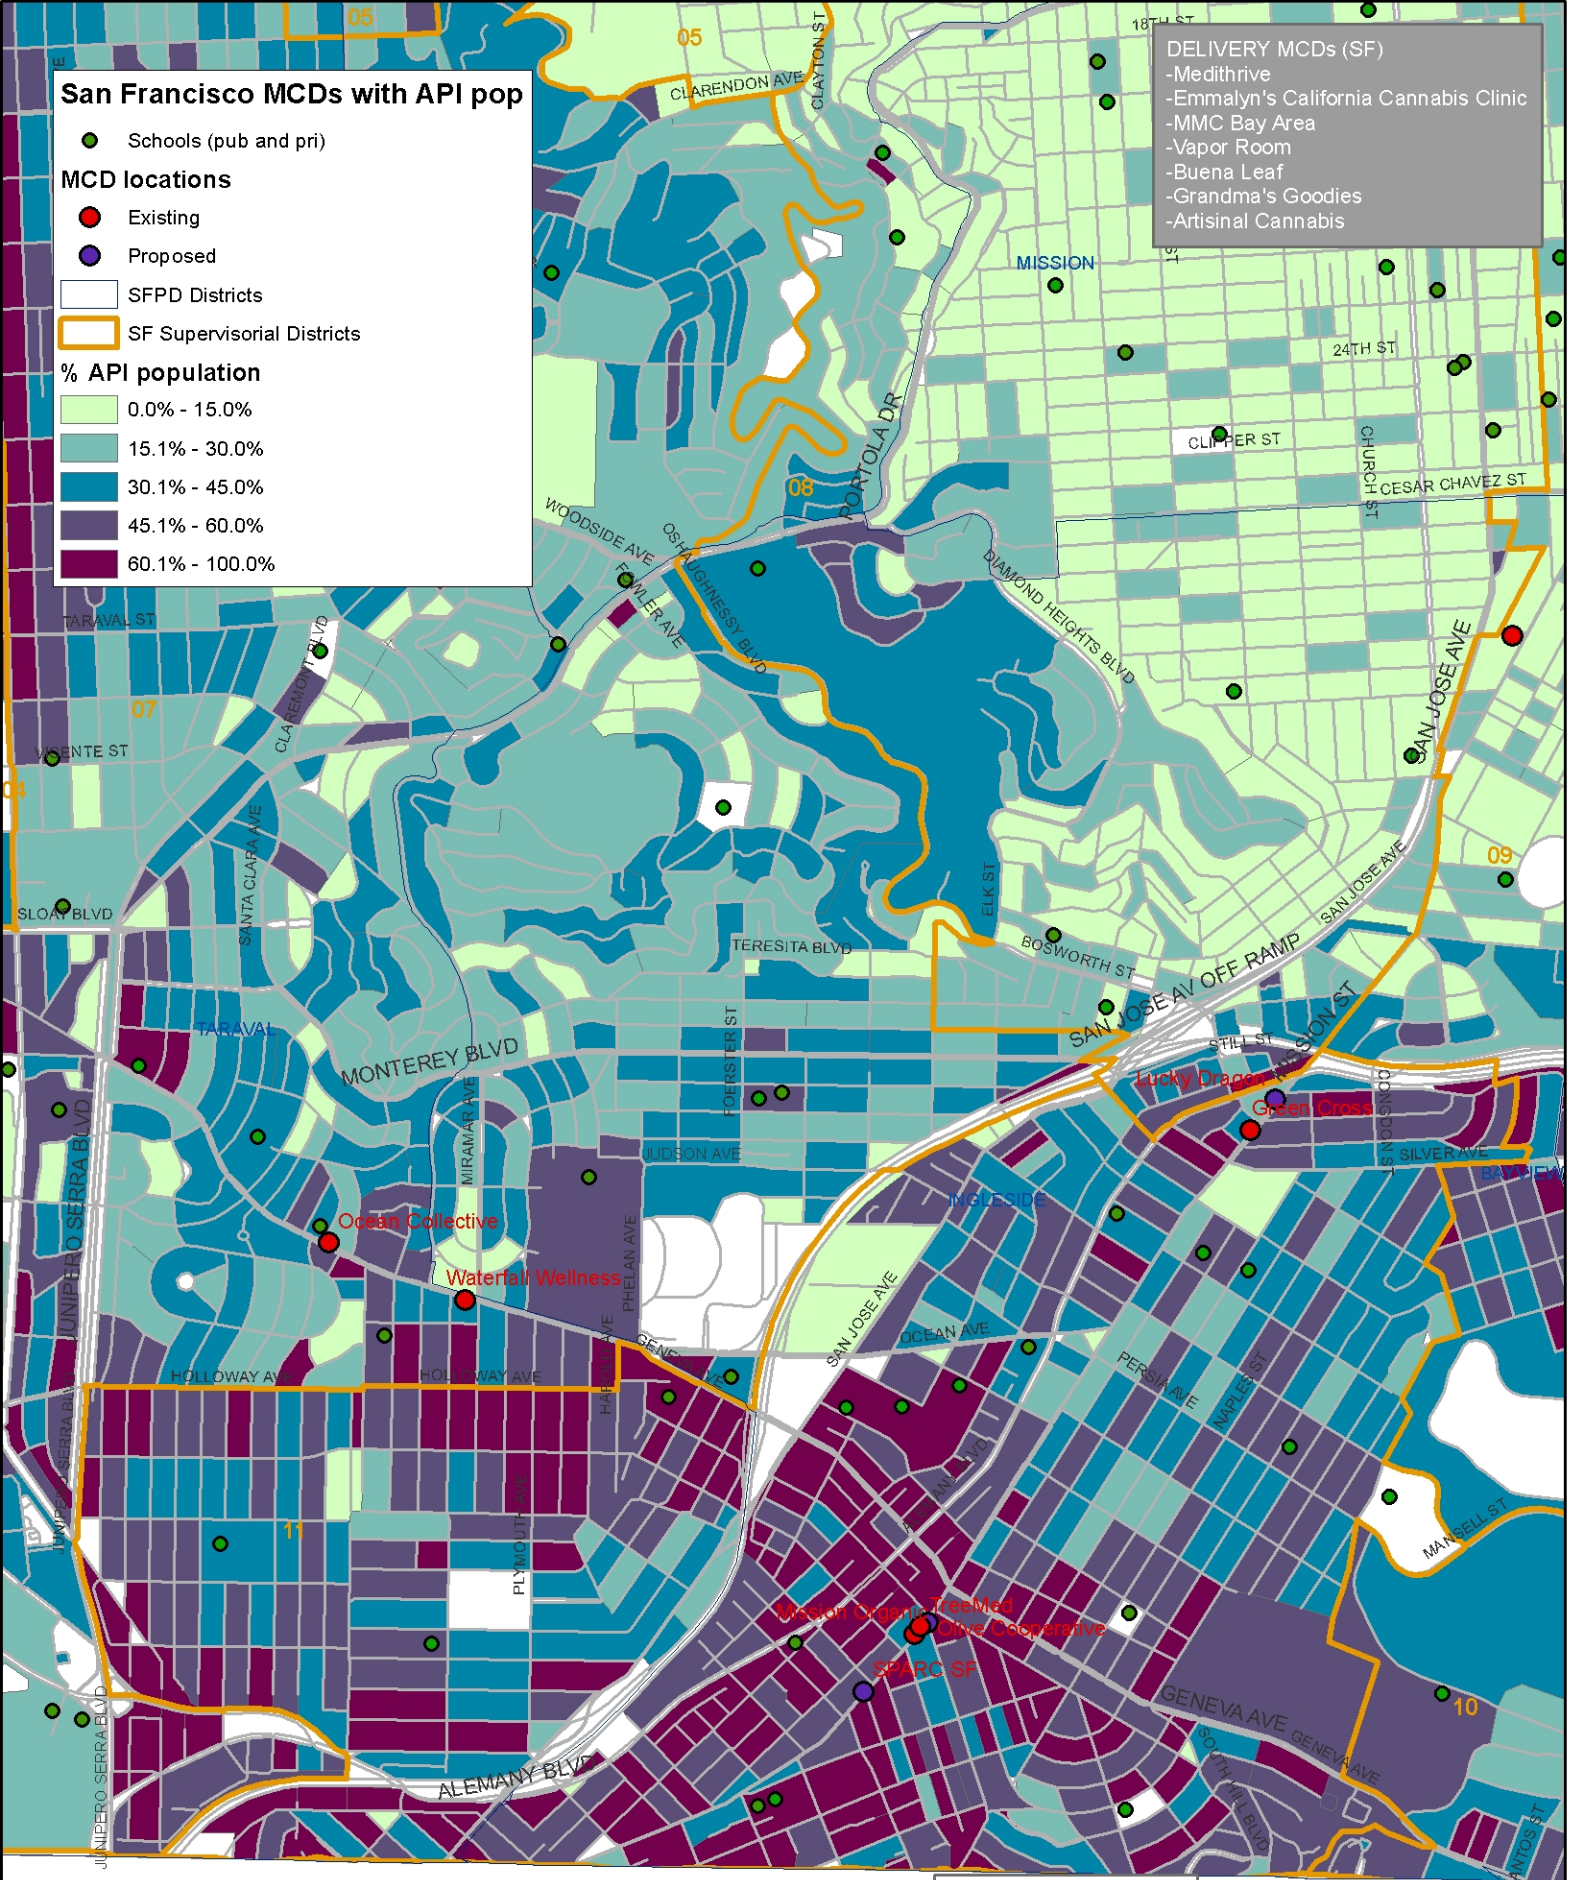 05
05
18TH ST
CLAYTON ST
CLARENDON AVE
San Francisco MCDs with API pop
Schools (pub and pri)
MCD locations
Existing
Proposed
SFPD Districts
SF Supervisorial Districts
% API population
0.0% - 15.0%
15.1% - 30.0%
30.1% - 45.0%
45.1% - 60.0%
60.1% - 100.0%
DELIVERY MCDs (SF)
-Medithrive
-Emmalyn's California Cannabis Clinic
-MMC Bay Area
-Vapor Room
-Buena Leaf
-Grandma's Goodies
-Artisinal Cannabis
MISSION
24TH ST
CLIPPER ST
CHURCH ST
CESAR CHAVEZ ST
PORTOLA DR
08
WOODSIDE AVE
OSHAUGHNESSY BLVD
FOWLER AVE
DIAMOND HEIGHTS BLVD
TARAVAL ST
CLAREMONT BLVD
07
VICENTE ST
04
SAN JOSE AVE
SANTA CLARA AVE
SLOAT BLVD
ELK ST
SAN JOSE AVE
09
TERESITA BLVD
BOSWORTH ST
SAN JOSE AV OFF RAMP
MISSION ST
STILL ST
TARAVAL
MONTEREY BLVD
FOERSTER ST
MIRAMAR AVE
Lucky Dragon
Green Cross
CONGDON ST
SILVER AVE
BAYVIEW
JUDSON AVE
INGLESIDE
JUNIPERO SERRA BLVD
Ocean Collective
Waterfall Wellness
PHELAN AVE
SAN JOSE AVE
OCEAN AVE
GENEVA AVE
HAROLD AVE
HOLLOWAY AVE
HOLLOWAY AVE
PERSIA AVE
NAPLES ST
JUNIPERO SERRA BLVD
ALEMANY BLVD
PLYMOUTH AVE
11
MANSELL ST
Mission Organic
TreeMed
Olive Cooperative
SPARC SF
GENEVA AVE
GENEVA AVE
10
SOUTH HILL BLVD
JUNIPERO SERRA BLVD
ALEMANY BLVD